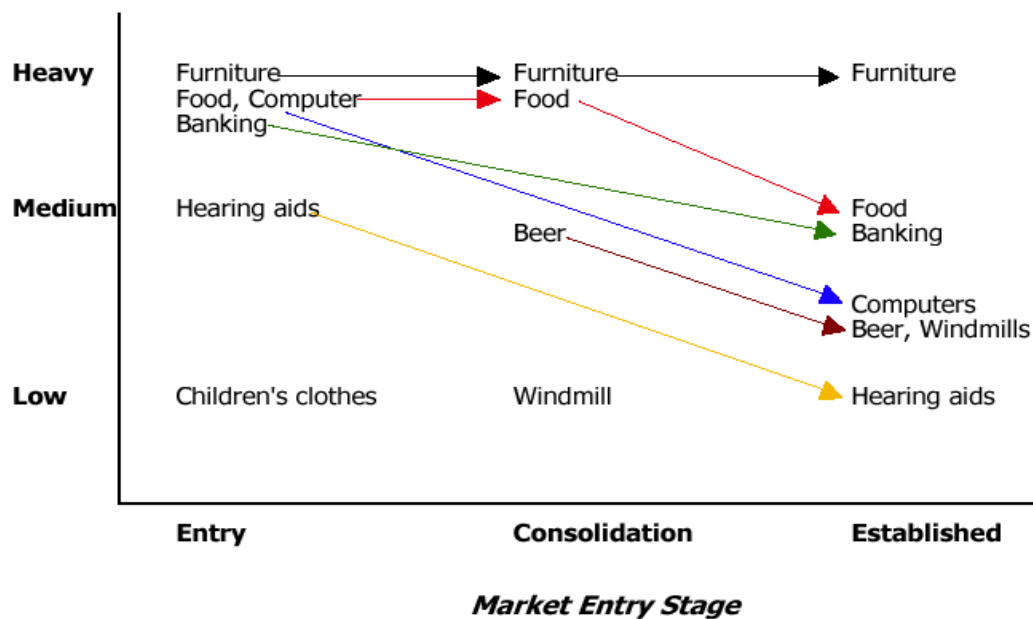 Heavy Furniture Furniture Furniture
Food, Computer Food
Banking
Medium Hearing aids Food
Beer Banking
Computers
Beer, Windmills
Low Children's clothes Windmill Hearing aids
Entry Consolidation Established
Market Entry Stage